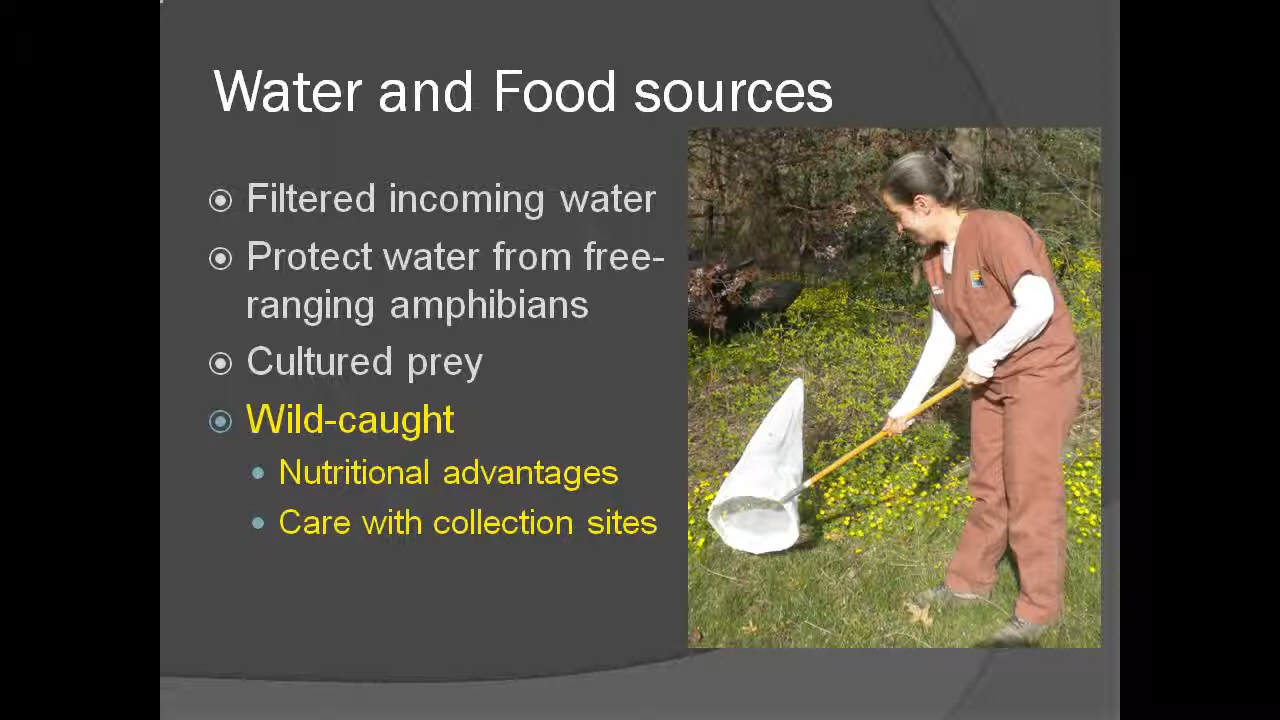 Water and Food sources
Filtered incoming water
Protect water from free-
ranging amphibians
Cultured prey
Wild-caught
Nutritional advantages
Care with collection sites